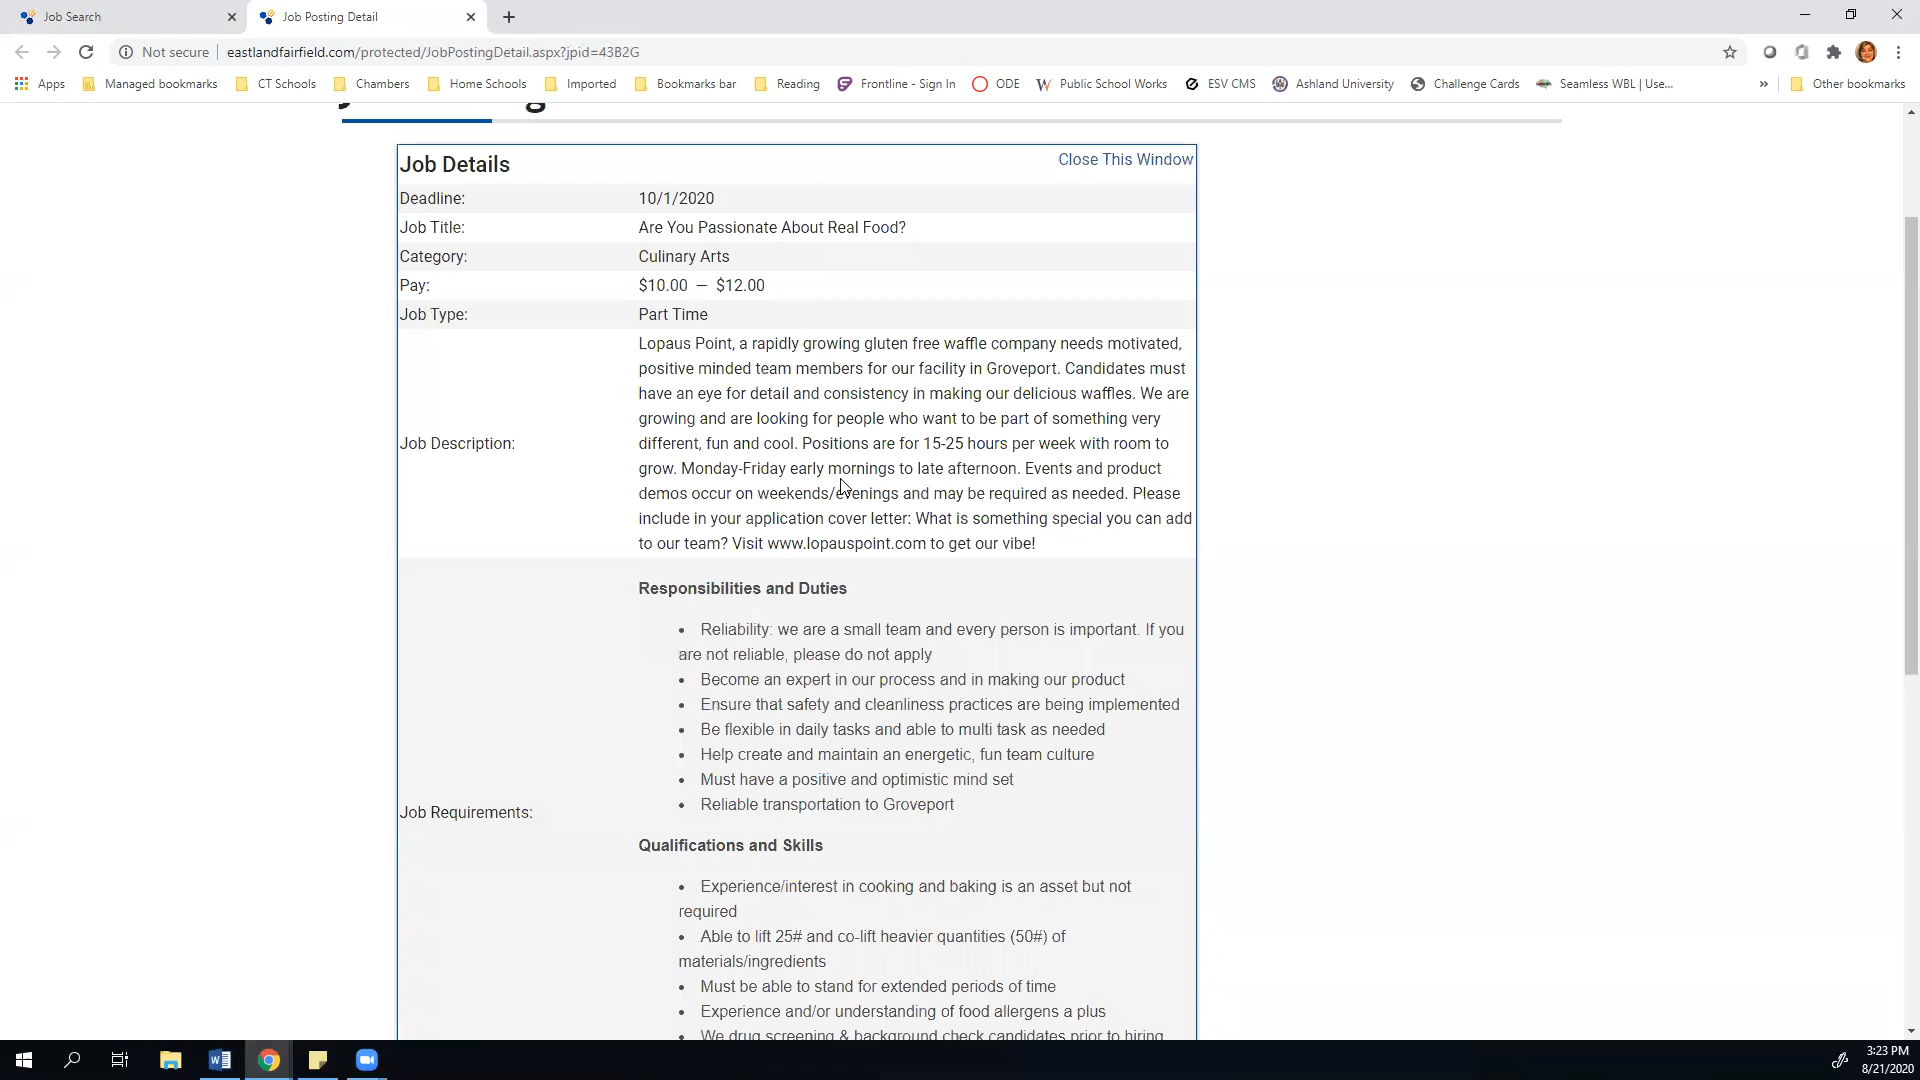 Job Search
Job Posting Detail
Not secure
eastlandfairfield.com/protected/JobPostingDetail.aspx?jpid=43B2G
Apps
Managed bookmarks
CT Schools
Chambers
Home Schools
Imported
Bookmarks bar
Reading
Frontline - Sign In
ODE
Public School Works
ESV CMS
Ashland University
Challenge Cards
Seamless WBL | Use...
»
Other bookmarks
Job Details
Close This Window
Deadline: 10/1/2020
Job Title: Are You Passionate About Real Food?
Category: Culinary Arts
Pay: $10.00 — $12.00
Job Type: Part Time
Job Description:
Lopaus Point, a rapidly growing gluten free waffle company needs motivated,
positive minded team members for our facility in Groveport. Candidates must
have an eye for detail and consistency in making our delicious waffles. We are
growing and are looking for people who want to be part of something very
different, fun and cool. Positions are for 15-25 hours per week with room to
grow. Monday-Friday early mornings to late afternoon. Events and product
demos occur on weekends/evenings and may be required as needed. Please
include in your application cover letter: What is something special you can add
to our team? Visit www.lopauspoint.com to get our vibe!
Job Requirements:
Responsibilities and Duties
• Reliability: we are a small team and every person is important. If you
are not reliable, please do not apply
• Become an expert in our process and in making our product
• Ensure that safety and cleanliness practices are being implemented
• Be flexible in daily tasks and able to multi task as needed
• Help create and maintain an energetic, fun team culture
• Must have a positive and optimistic mind set
• Reliable transportation to Groveport
Qualifications and Skills
• Experience/interest in cooking and baking is an asset but not
required
• Able to lift 25# and co-lift heavier quantities (50#) of
materials/ingredients
• Must be able to stand for extended periods of time
• Experience and/or understanding of food allergens a plus
• We drug screening & background check candidates prior to hiring
3:23 PM
8/21/2020